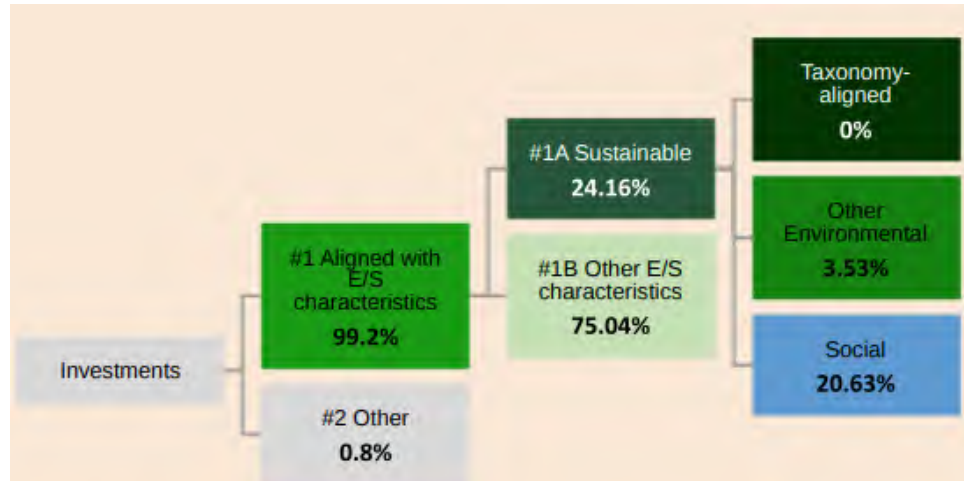 Investments
#1 Aligned with
E/S
characteristics
99.2%
#2 Other
0.8%
#1A Sustainable
24.16%
#1B Other E/S
characteristics
75.04%
Taxonomy-
aligned
0%
Other
Environmental
3.53%
Social
20.63%